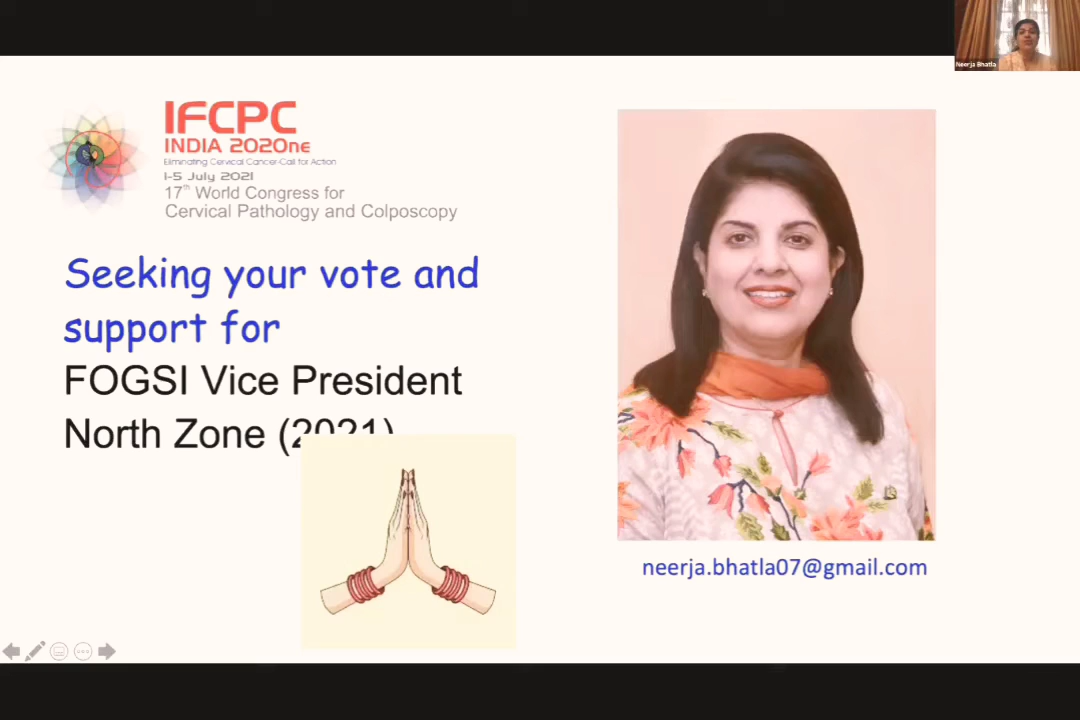 IFCPC
INDIA 202One
Eliminating Cervical Cancer-Call for Action
1-5 July 2021
17th World Congress for
Cervical Pathology and Colposcopy
Seeking your vote and
support for
FOGSI Vice President
North Zone (2021)
neerja.bhatla07@gmail.com
Neerja Bhatla